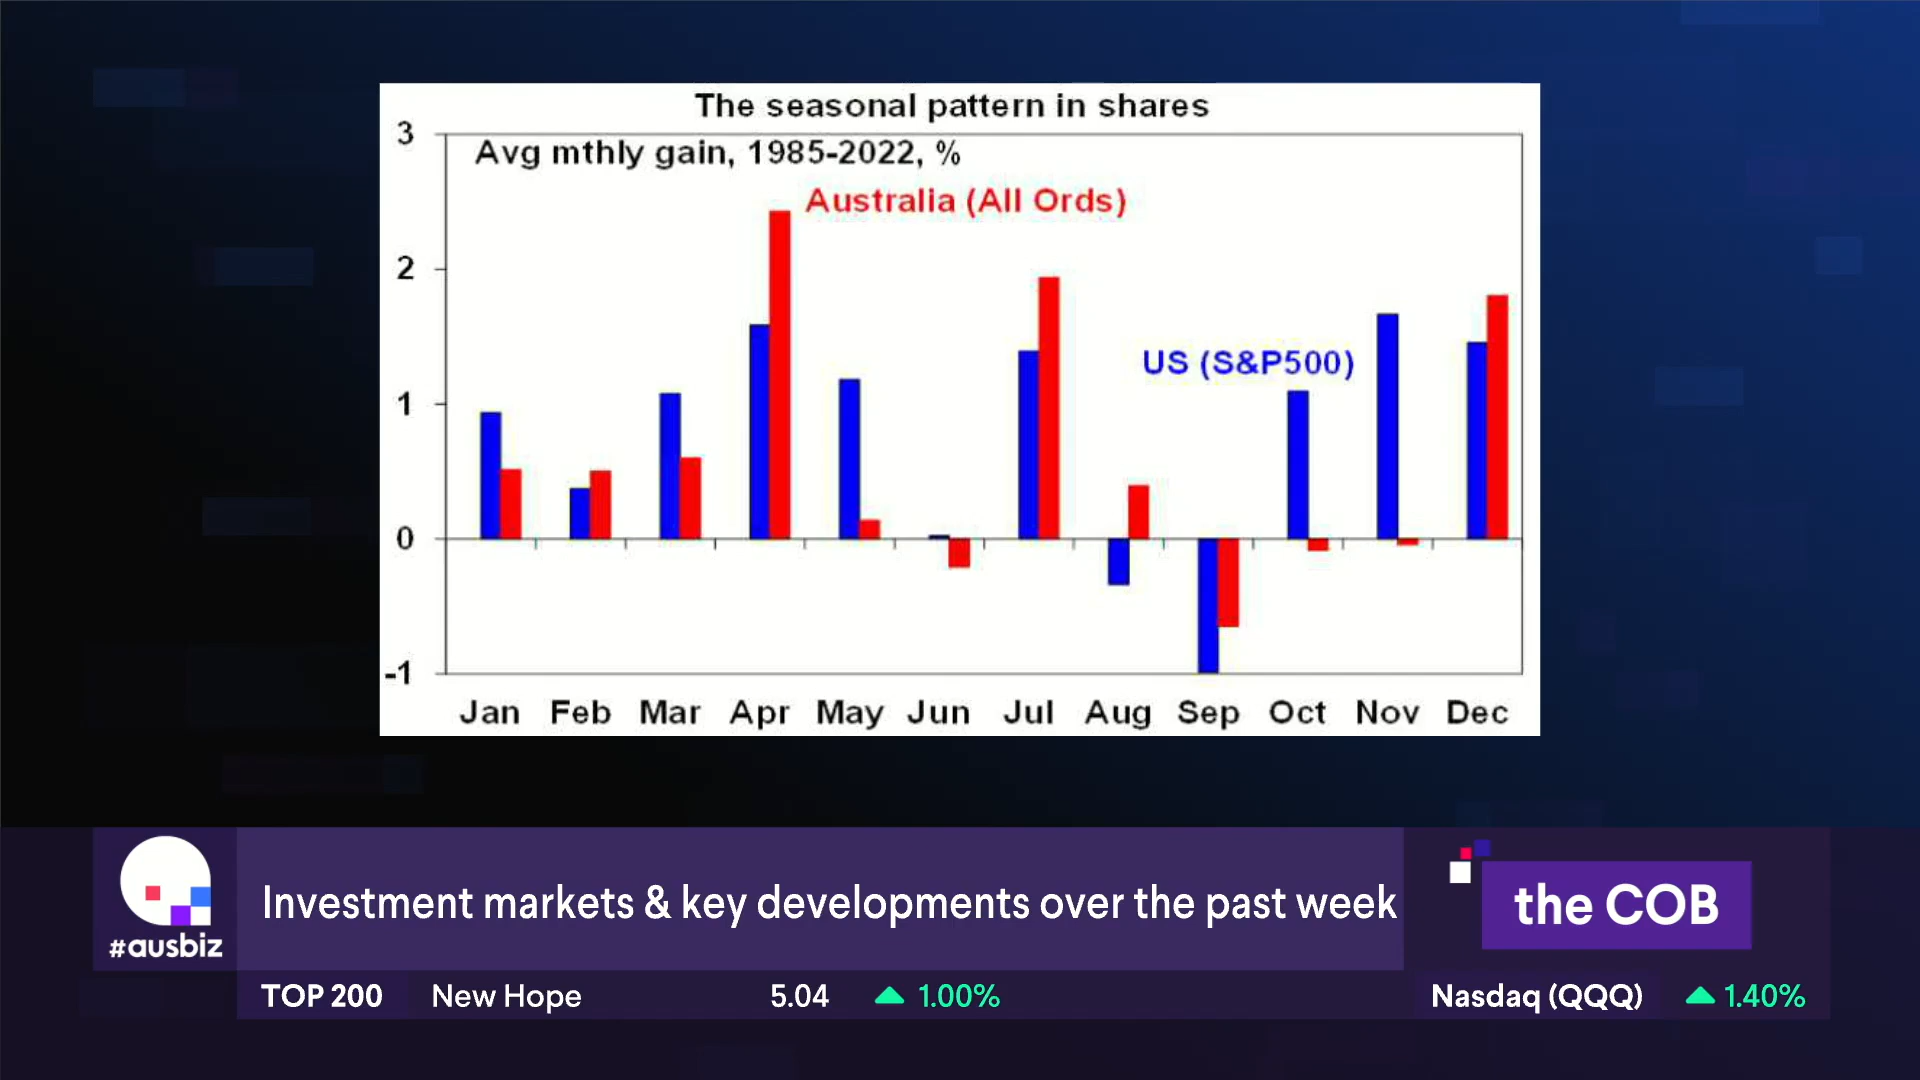 The seasonal pattern in shares
3
Avg mthly gain, 1985-2022, %
Australia (All Ords)
2
US (S&P500)
1
0
-1
Jan Feb Mar Apr May Jun Jul Aug Sep Oct Nov Dec
#ausbiz
Investment markets & key developments over the past week
the COB
TOP 200 New Hope 5.04 1.00% Nasdaq (QQQ) 1.40%